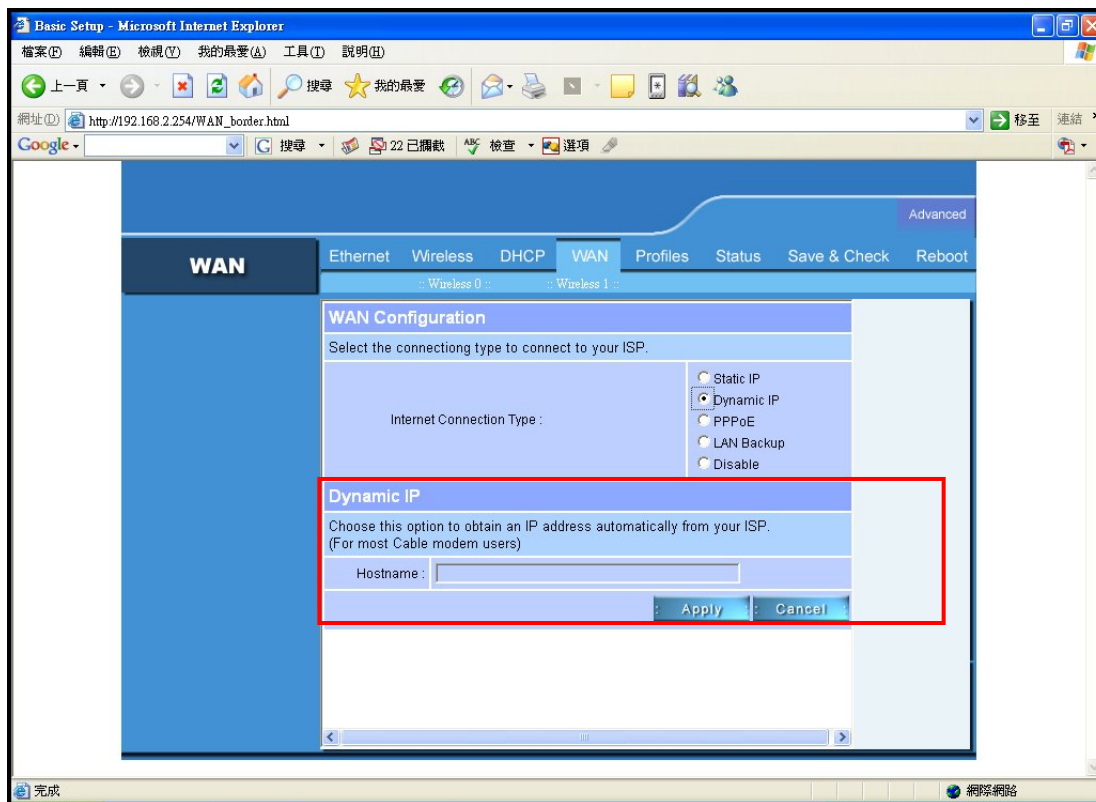 Basic Setup - Microsoft Internet Explorer
檔案(F) 編輯(E) 檢視(V) 我的最愛(A) 工具(T) 說明(H)
上一頁 搜尋 我的最愛
網址(D) http://192.168.2.254/WAN_border.html 移至 連結
Google G 搜尋 22 已攔截 ABC 檢查 選項
Advanced
WAN
Ethernet Wireless DHCP WAN Profiles Status Save & Check Reboot
:: Wireless 0 :: :: Wireless 1 ::
WAN Configuration
Select the connectiong type to connect to your ISP.
Internet Connection Type :
Static IP
Dynamic IP
PPPoE
LAN Backup
Disable
Dynamic IP
Choose this option to obtain an IP address automatically from your ISP.
(For most Cable modem users)
Hostname :
Apply Cancel
完成 網際網路